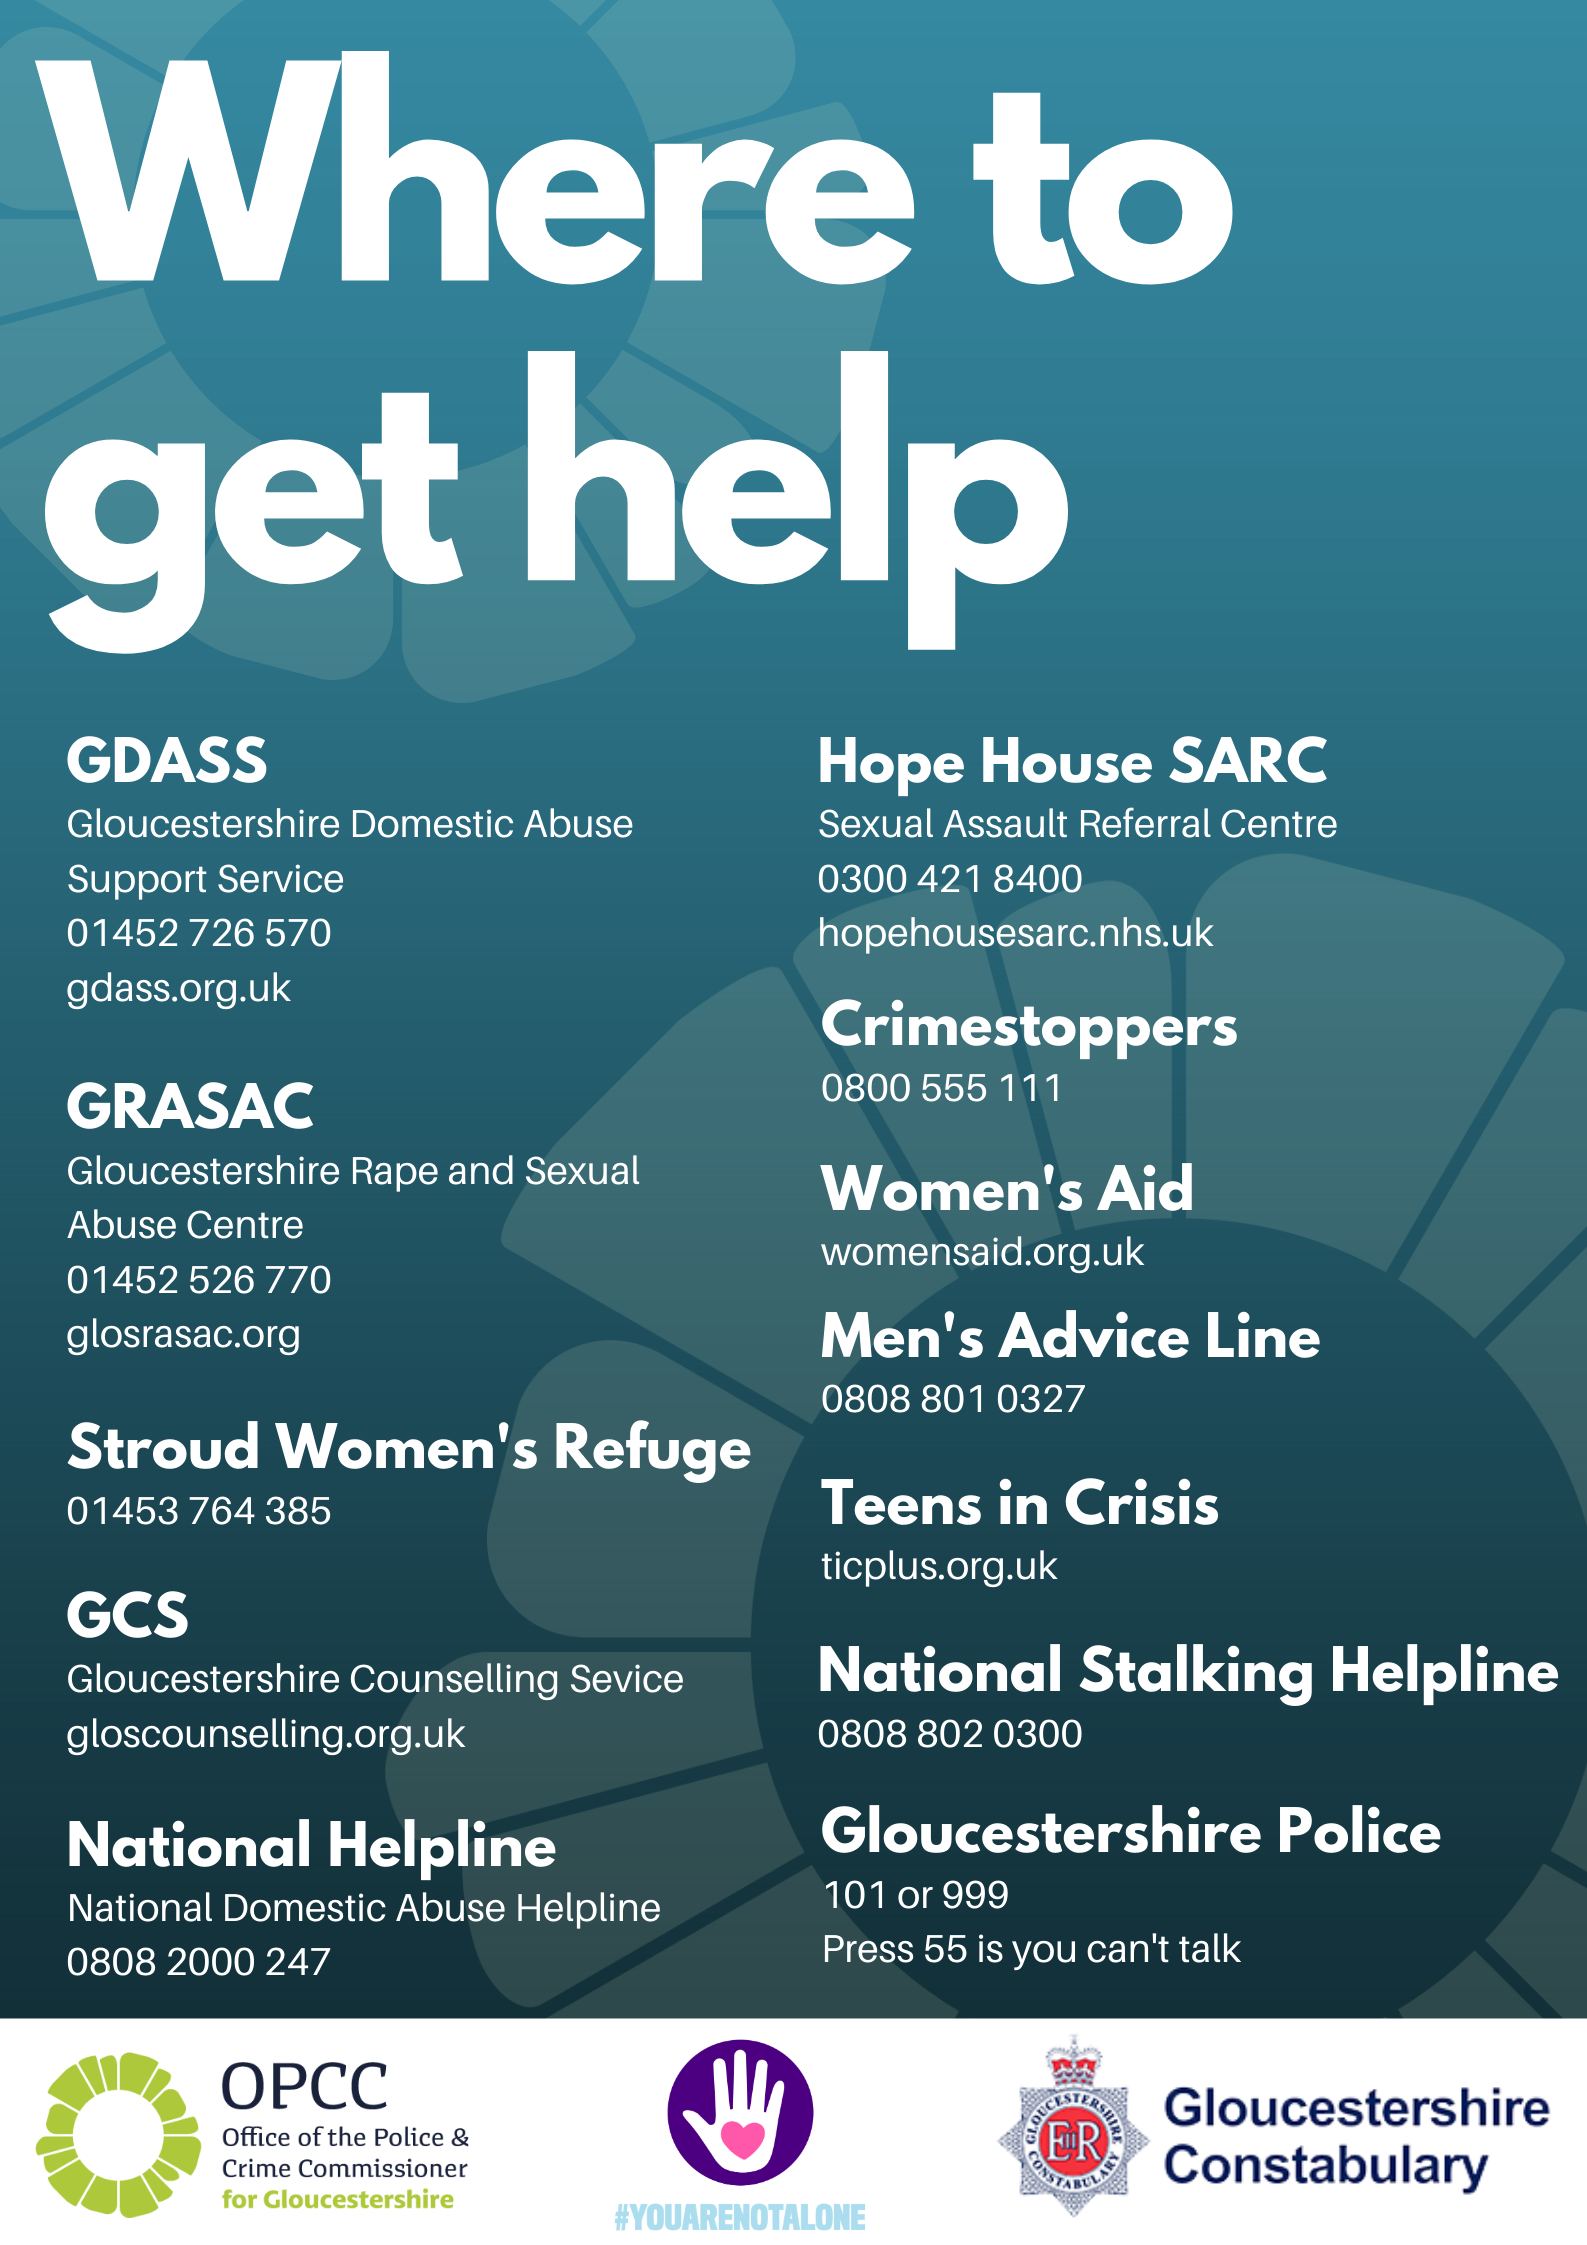 Where to
get help
GDASS
Gloucestershire Domestic Abuse
Support Service
01452 726 570
gdass.org.uk
GRASAC
Gloucestershire Rape and Sexual
Abuse Centre
01452 526 770
glosrasac.org
Stroud Women's Refuge
01453 764 385
GCS
Gloucestershire Counselling Sevice
gloscounselling.org.uk
National Helpline
National Domestic Abuse Helpline
0808 2000 247
Hope House SARC
Sexual Assault Referral Centre
0300 421 8400
hopehousesarc.nhs.uk
Crimestoppers
0800 555 111
Women's Aid
womensaid.org.uk
Men's Advice Line
0808 801 0327
Teens in Crisis
ticplus.org.uk
National Stalking Helpline
0808 802 0300
Gloucestershire Police
101 or 999
Press 55 is you can't talk
OPCC
Office of the Police &
Crime Commissioner
for Gloucestershire
#YOUARENOTALONE
GLOUCESTERSHIRE
EIIR
CONSTABULARY
Gloucestershire
Constabulary